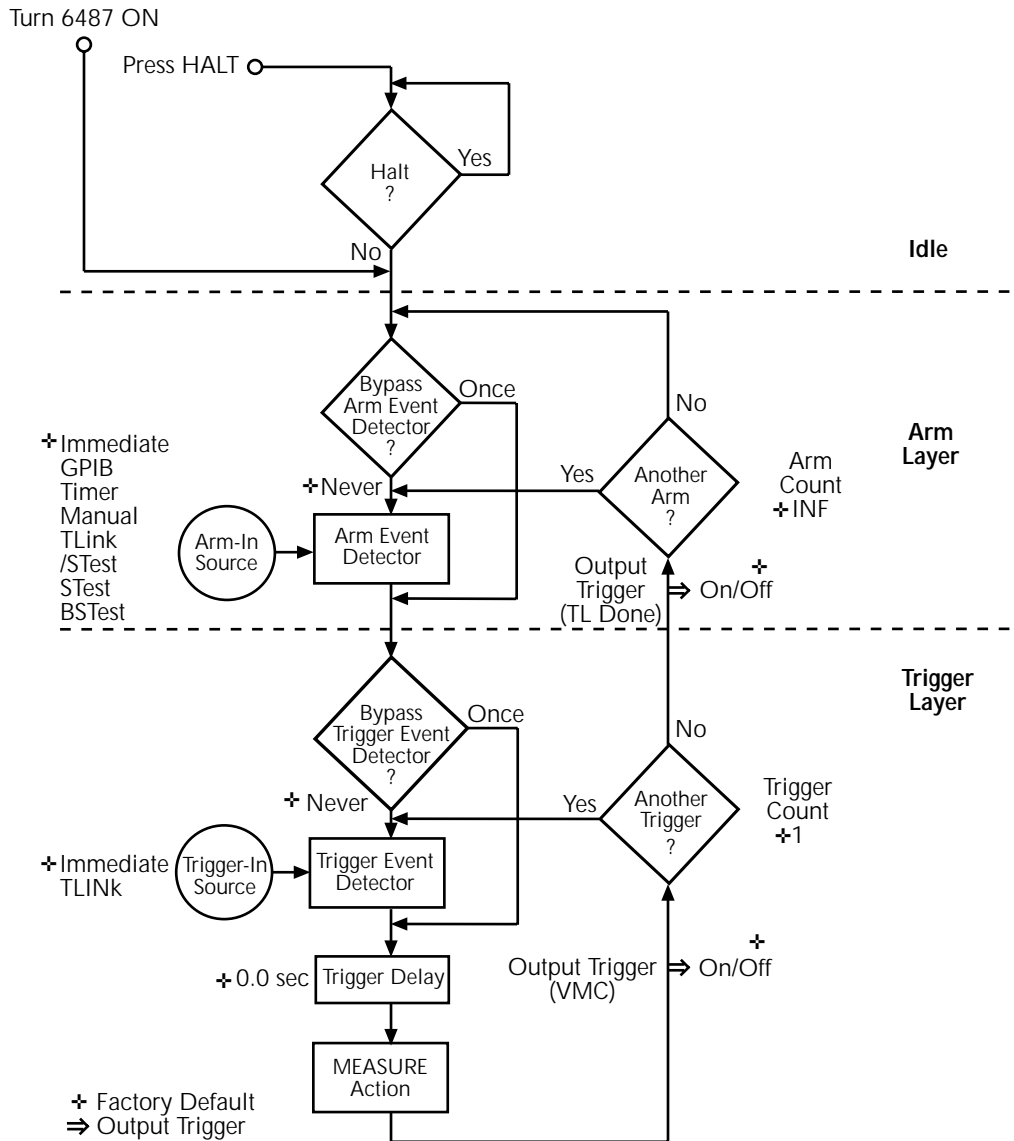 Turn 6487 ON
Press HALT
Halt
?
Yes
No
Idle
Bypass
Arm Event
Detector
?
Once
No
Arm
Layer
✛Immediate
GPIB
Timer
Manual
TLink
/STest
STest
BSTest
✛Never
Yes
Another
Arm
?
Arm
Count
✛INF
Arm-In
Source
Arm Event
Detector
Output
Trigger
(TL Done)
✛
⇒ On/Off
Trigger
Layer
Bypass
Trigger Event
Detector
?
Once
No
✛ Never
Yes
Another
Trigger
?
Trigger
Count
✛1
✛Immediate
TLINk
Trigger-In
Source
Trigger Event
Detector
✛ 0.0 sec
Trigger Delay
Output Trigger
(VMC)
✛
⇒ On/Off
MEASURE
Action
✛ Factory Default
⇒ Output Trigger